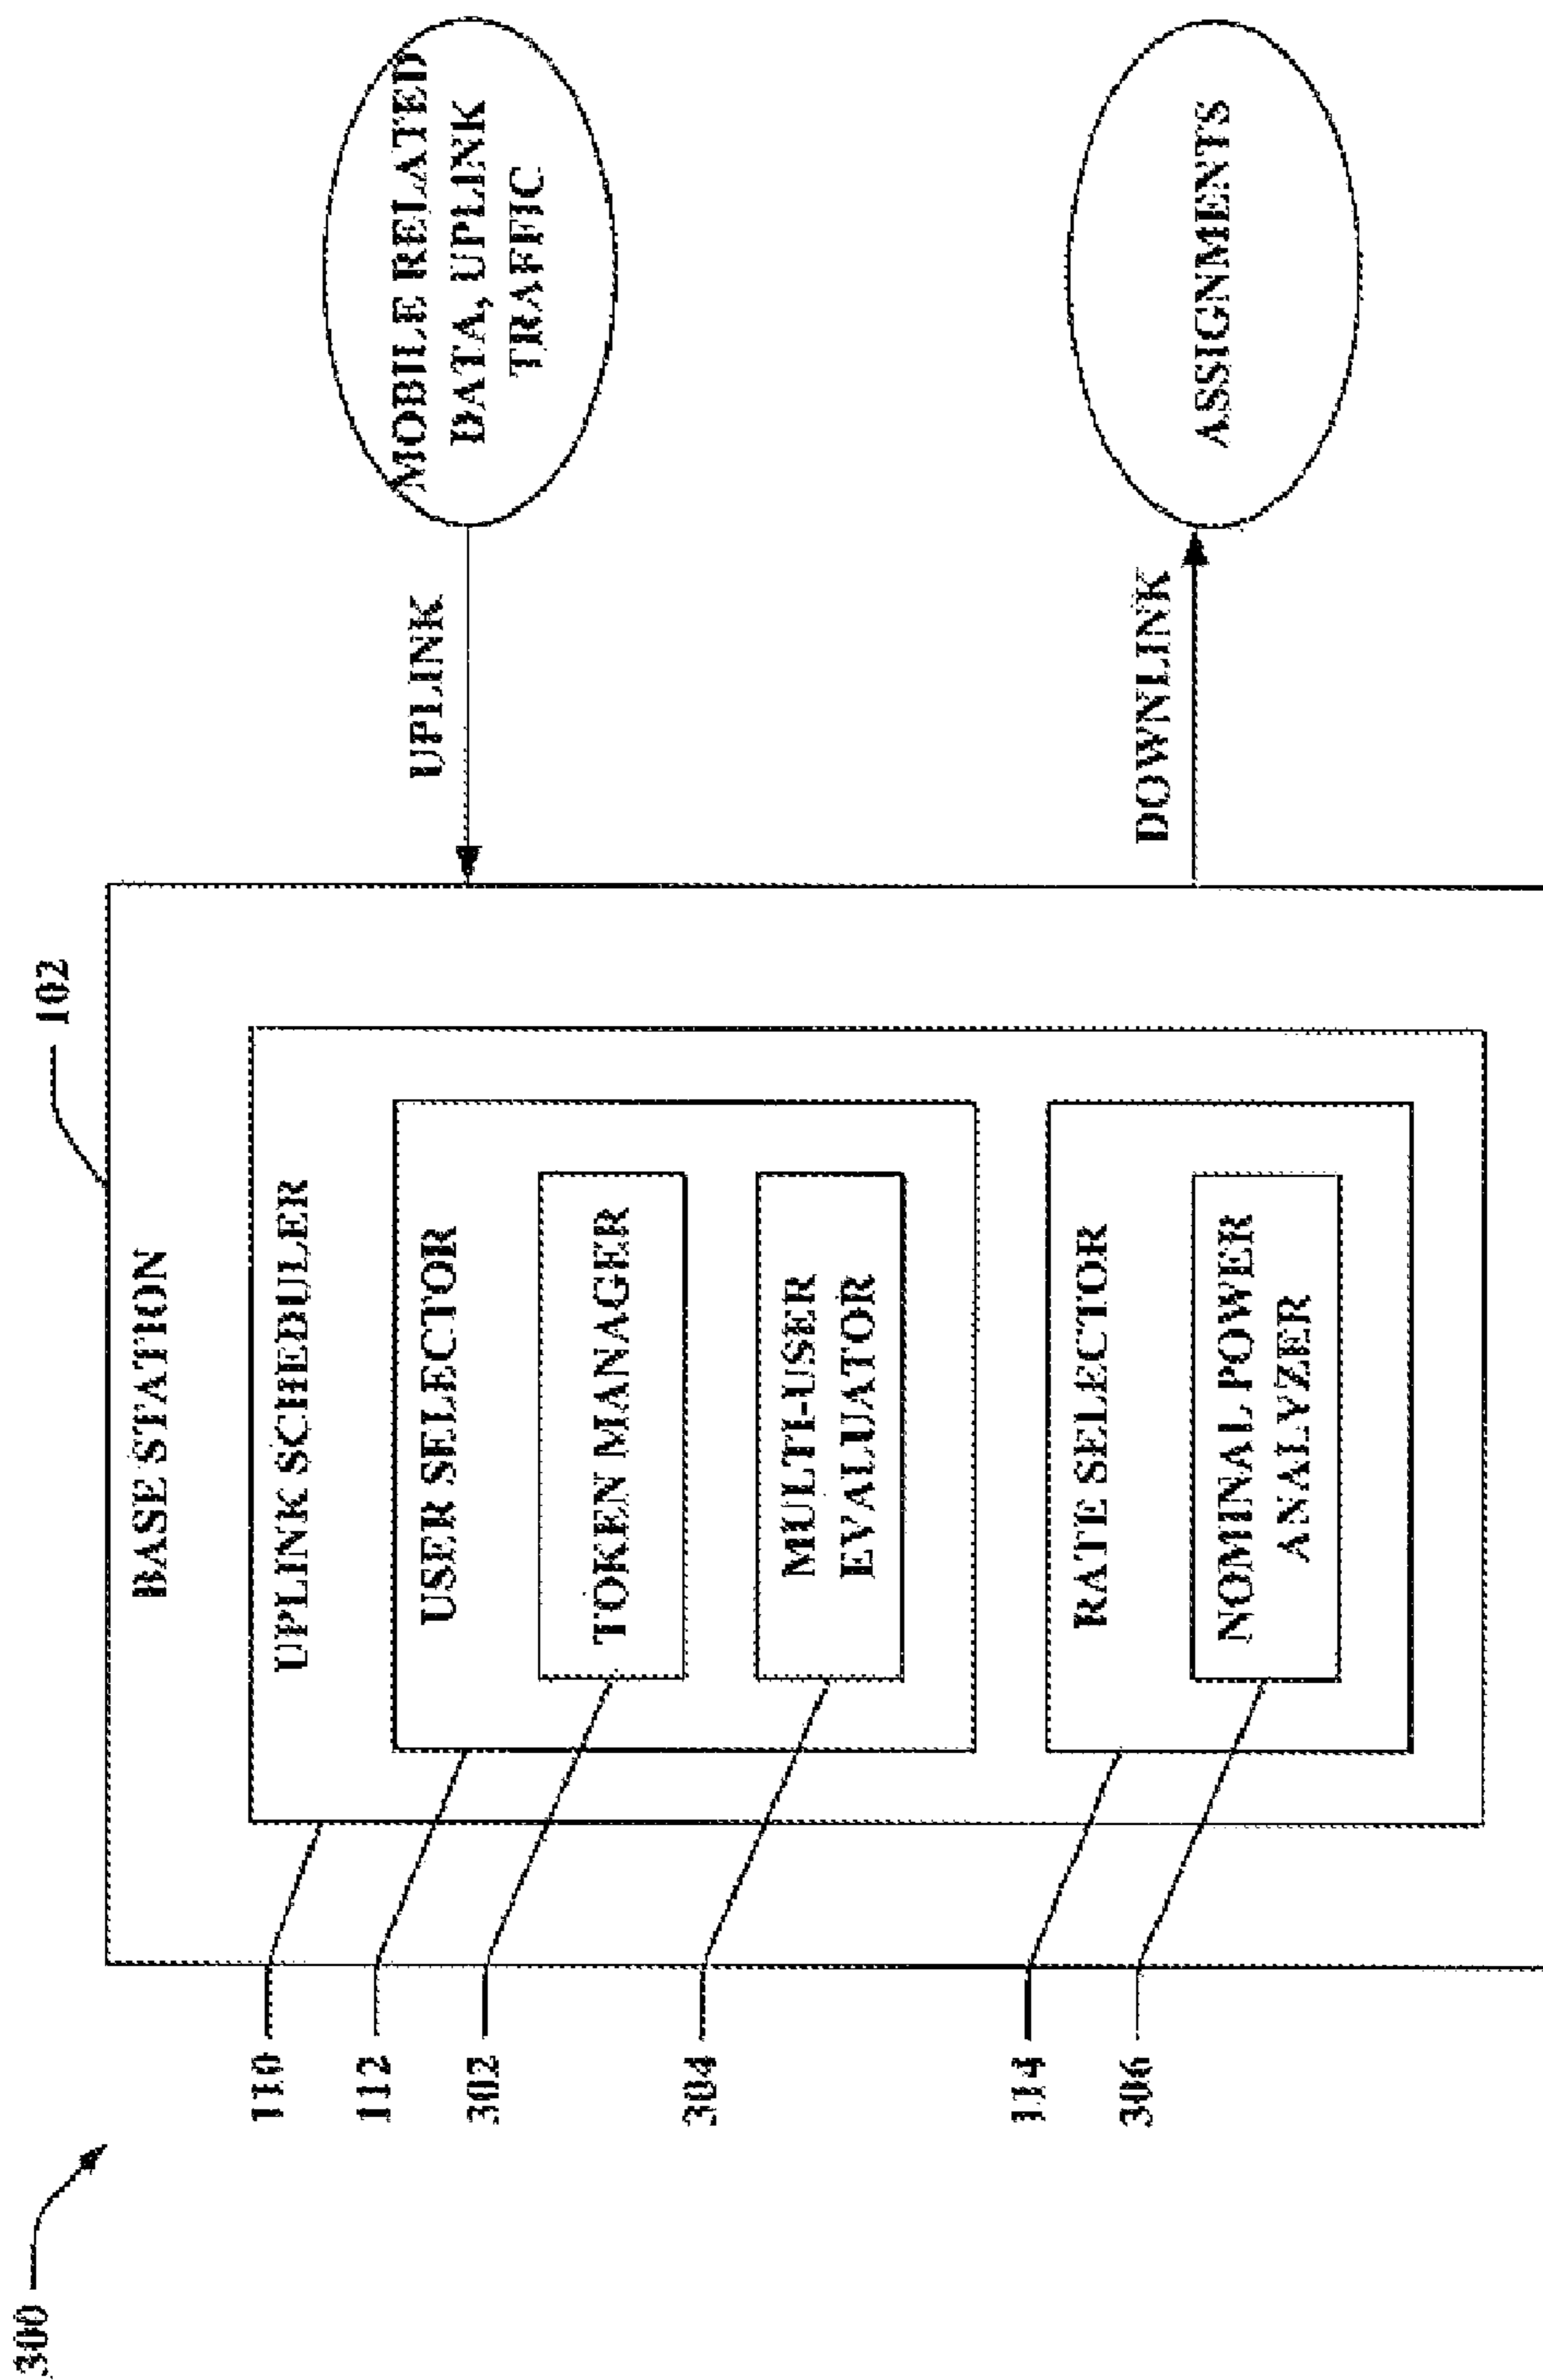 300
102
BASE STATION
110
UPLINK SCHEDULER
112
USER SELECTOR
302
TOKEN MANAGER
304
MULTI-USER
EVALUATOR
114
RATE SELECTOR
306
NOMINAL POWER
ANALYZER
UPLINK
MOBILE RELATED
DATA, UPLINK
TRAFFIC
DOWNLINK
ASSIGNMENTS